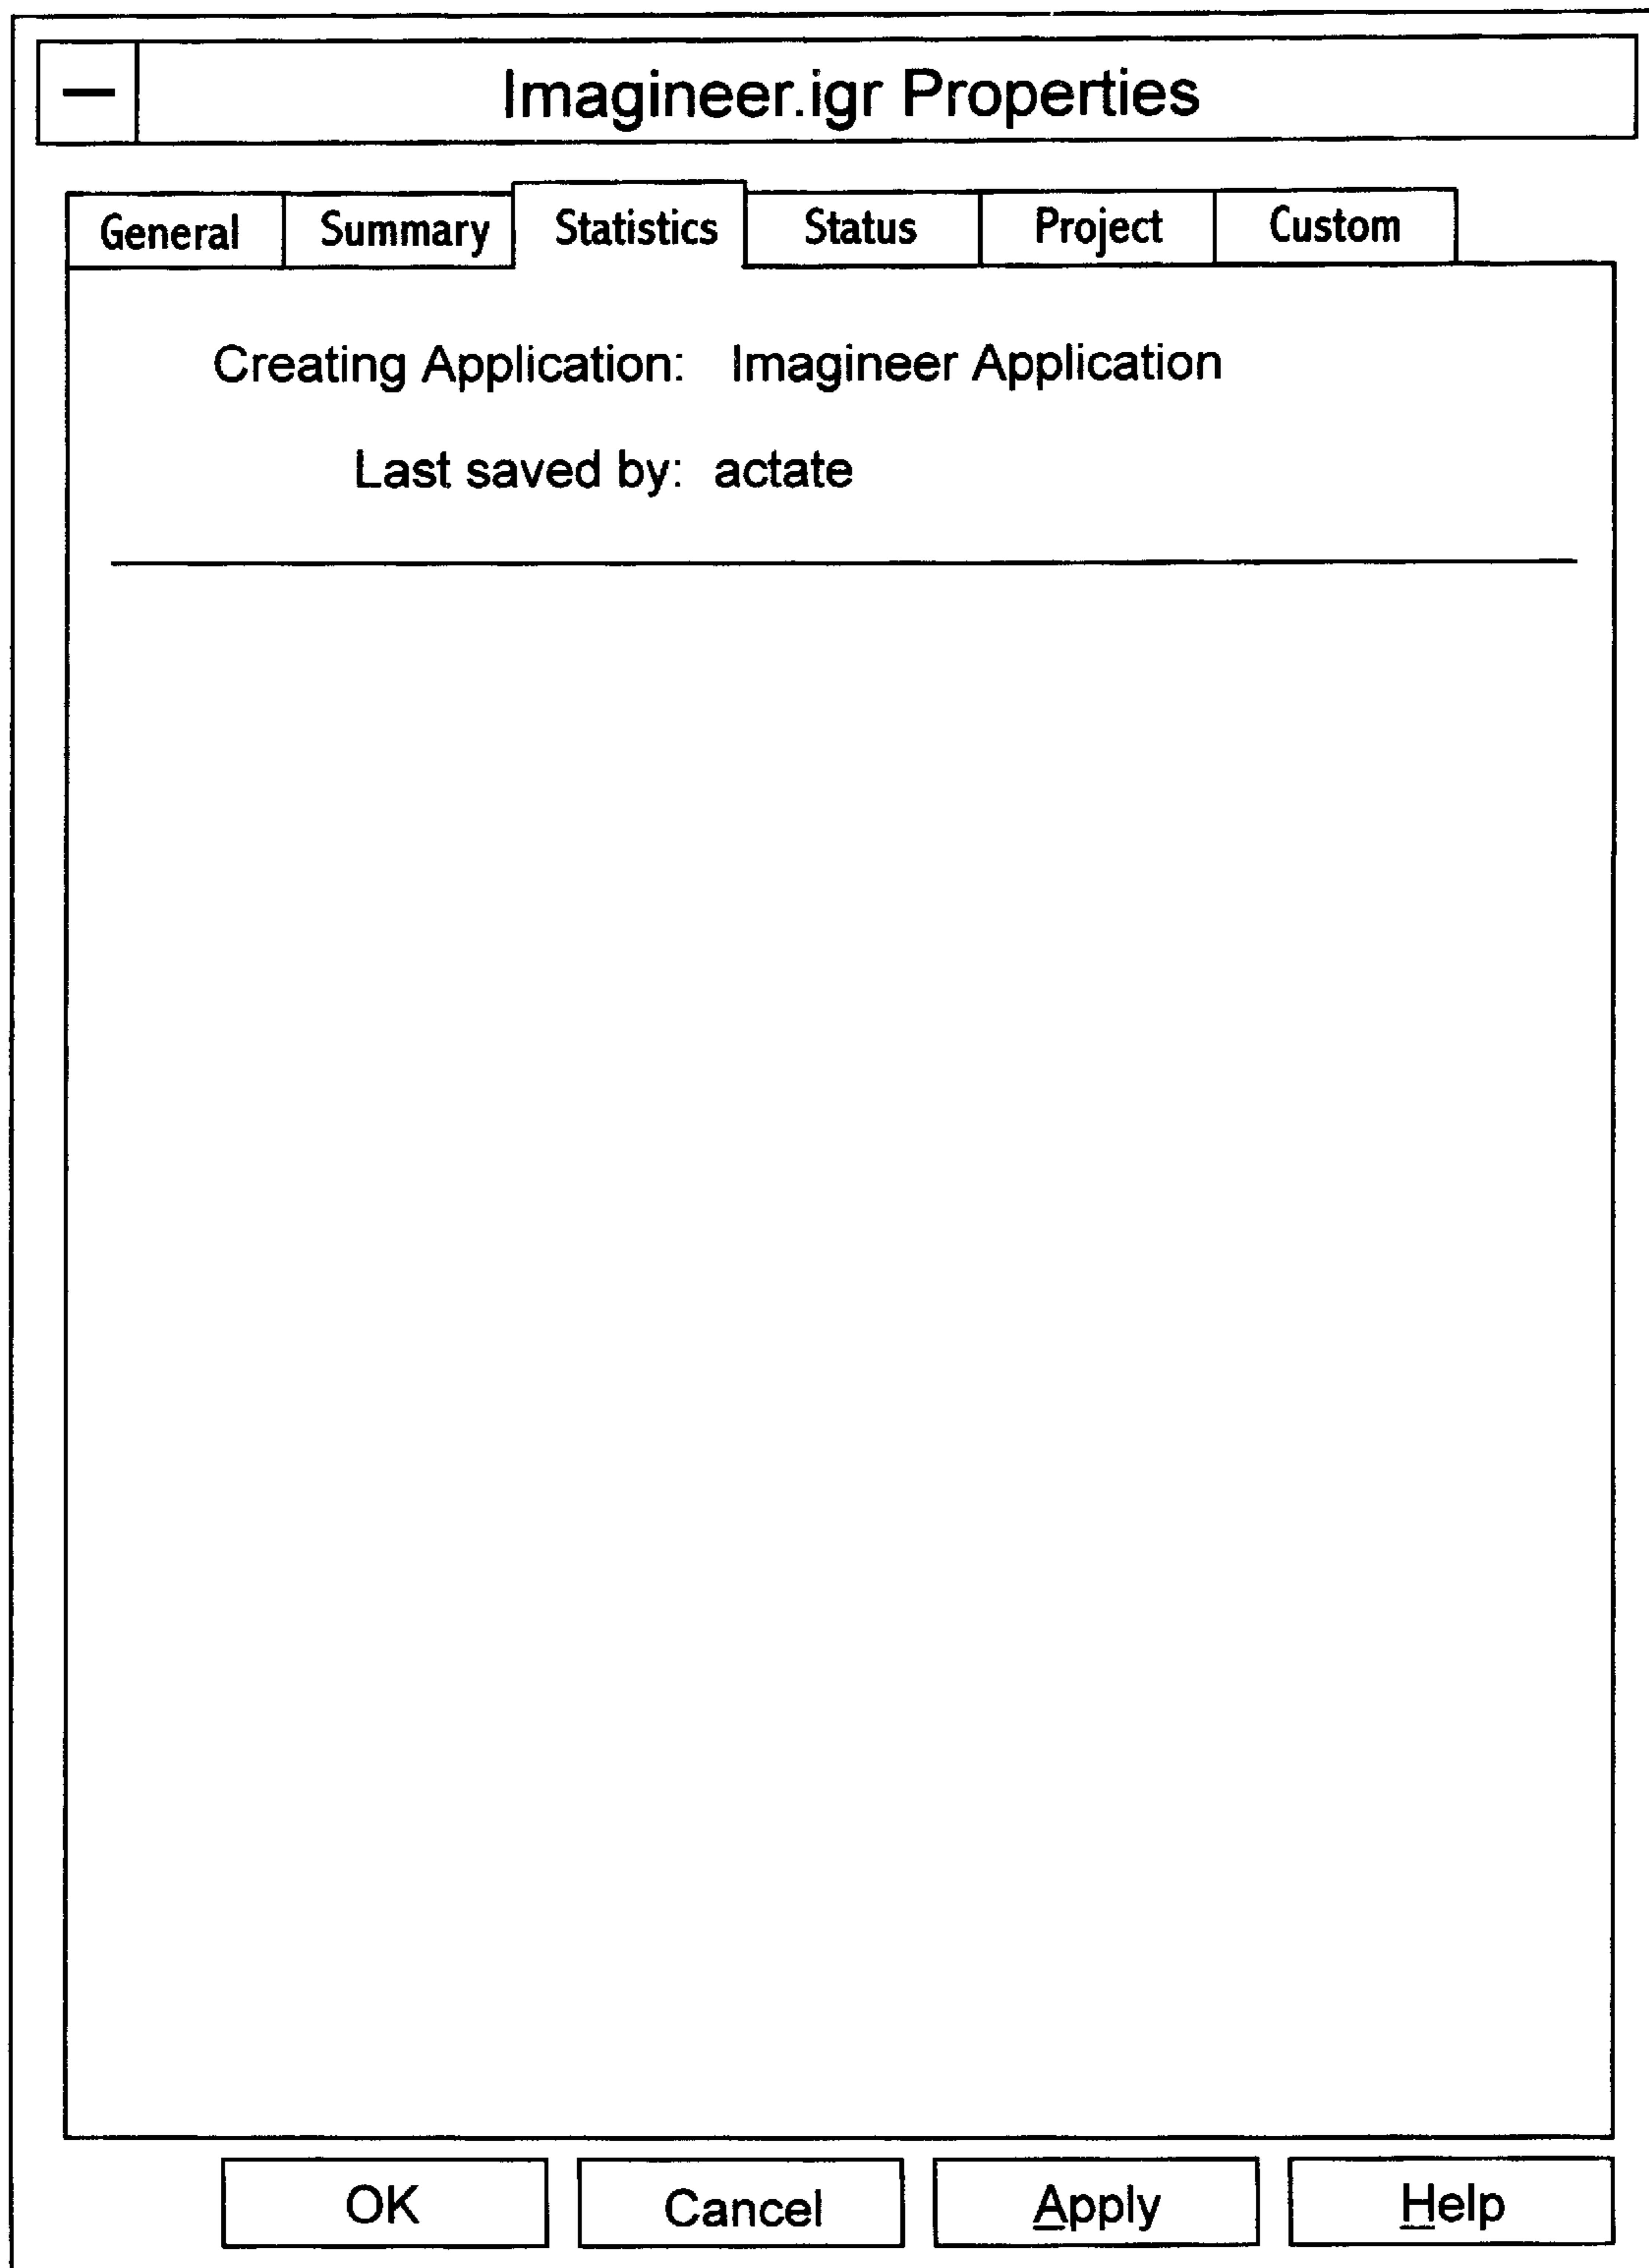 Imagineer.igr Properties
General Summary Statistics Status Project Custom
Creating Application: Imagineer Application
Last saved by: actate
OK Cancel Apply Help